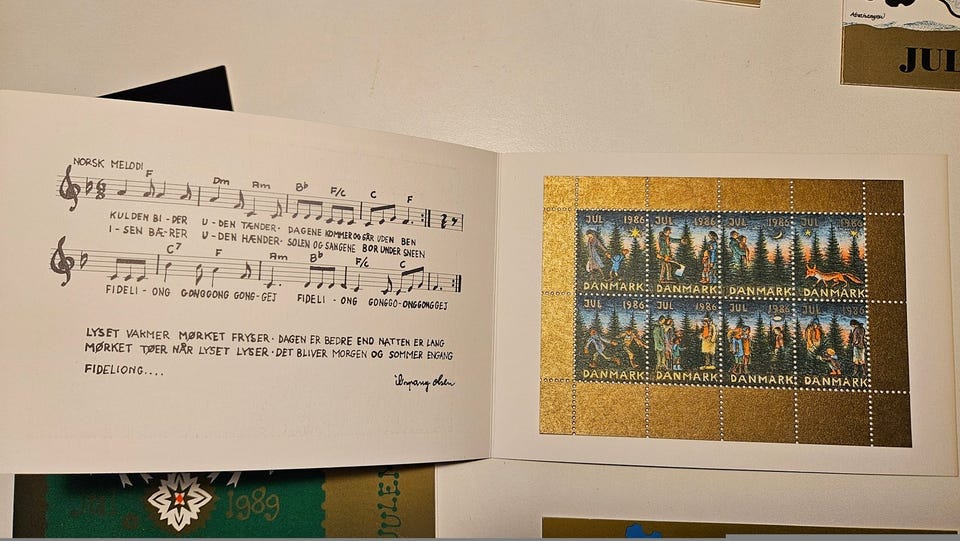 NORSK MELODI
F Dm Am Bb F/C C F
KULDEN BI-DER U-DEN TÆNDER· DAGENE KOMMER OG GÅR UDEN BEN
I-SEN BÆ-RER U-DEN HÆNDER· SOLEN OG SANGENE BOR UNDER SNEEN
C7 F Am Bb F/C C
FIDELI-ONG GONGGONG GONG-GEJ FIDELI-ONG GONGGO-ONGGONGGEJ
LYSET VARMER MØRKET FRYSER· DAGEN ER BEDRE END NATTEN ER LANG
MØRKET TØER NÅR LYSET LYSER· DET BLIVER MORGEN OG SOMMER ENGANG
FIDELIONG....
JUL 1986 JUL 1986 JUL 1986 JUL 1986
DANMARK DANMARK DANMARK DANMARK
JUL 1986 JUL 1986 JUL 1986 JUL 1986
DANMARK DANMARK DANMARK DANMARK
JUL
1989
JULEN